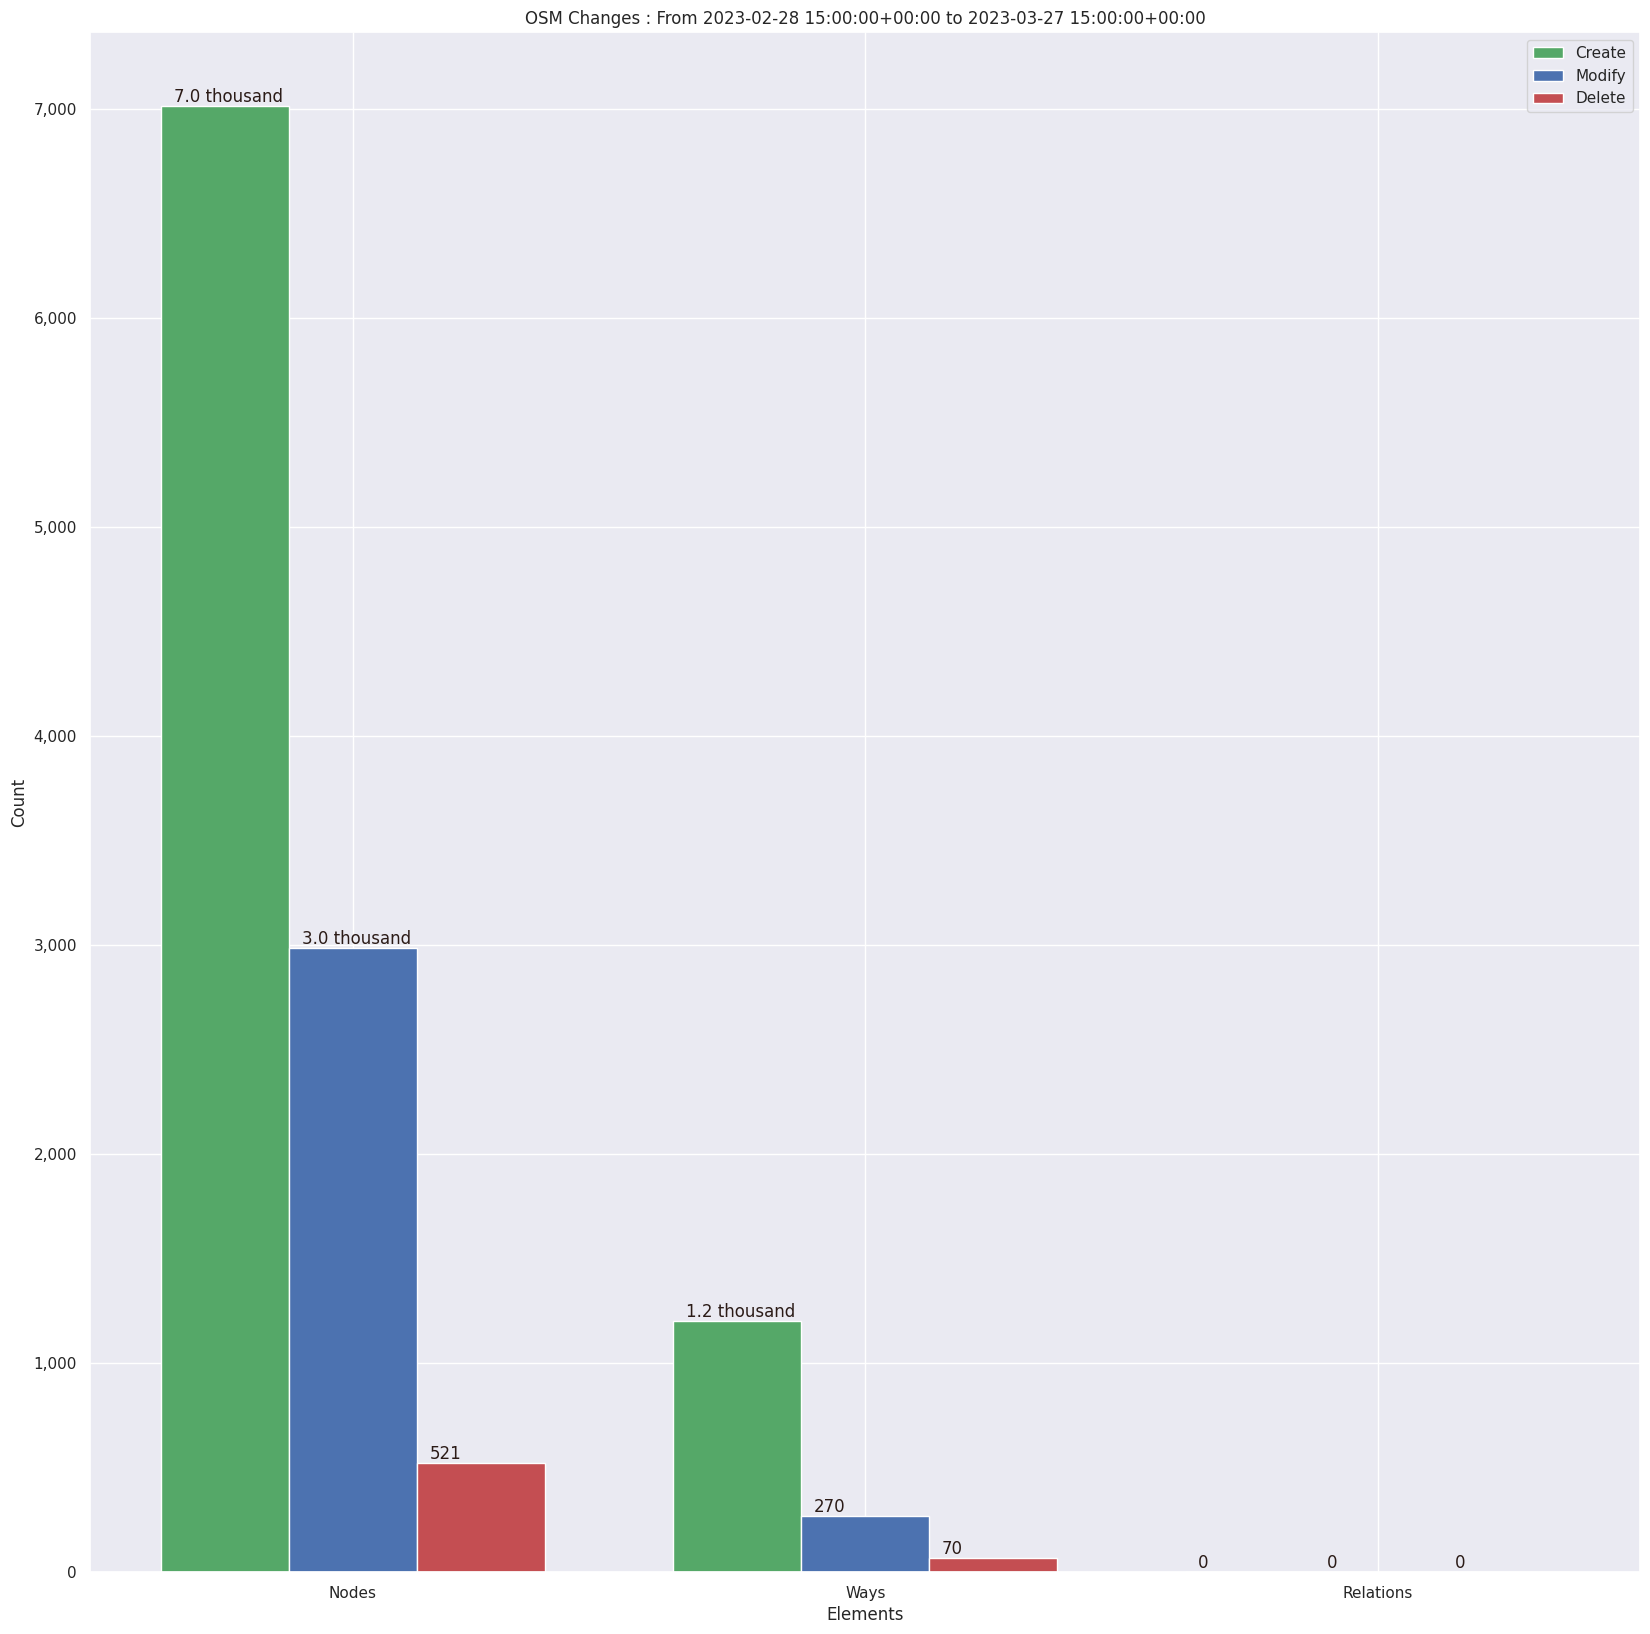 OSM Changes : From 2023-02-28 15:00:00+00:00 to 2023-03-27 15:00:00+00:00
Create
Modify
Delete
7,000
6,000
5,000
4,000
3,000
2,000
1,000
0
Count
7.0 thousand
3.0 thousand
521
1.2 thousand
270
70
0
0
0
Nodes
Ways
Relations
Elements